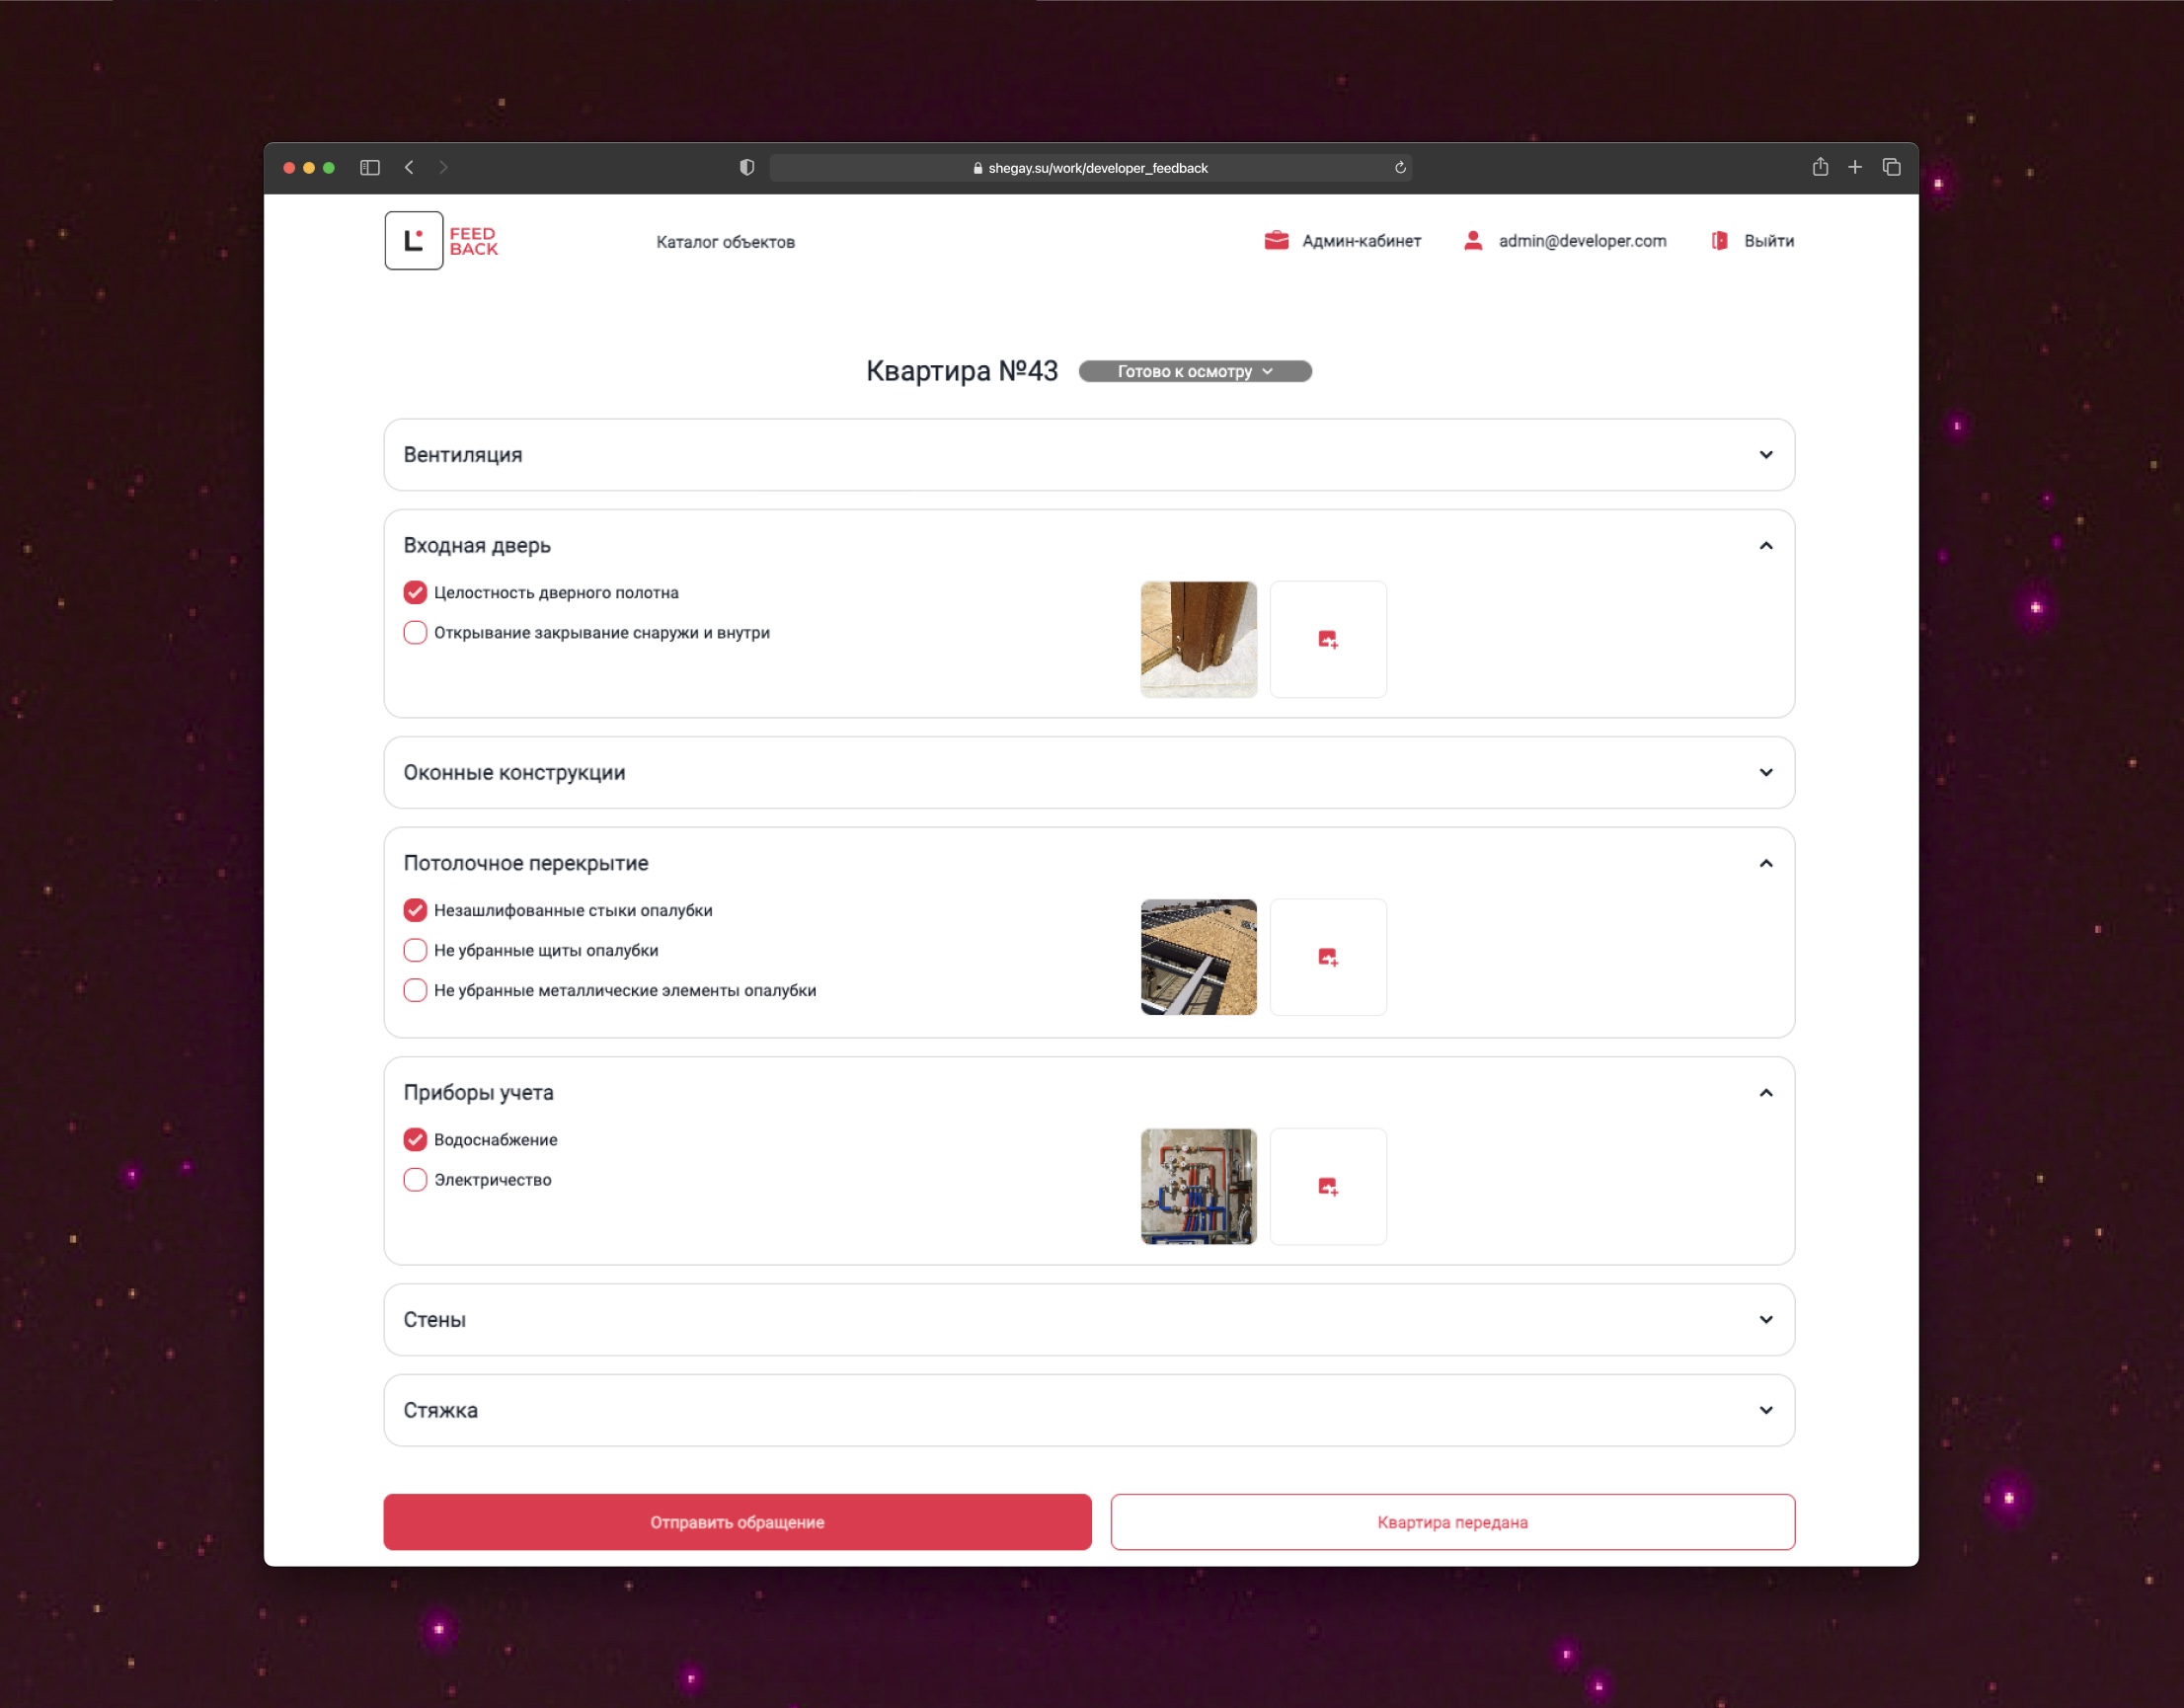 shegay.su/work/developer_feedback
L
FEED
BACK
Каталог объектов
Админ-кабинет
admin@developer.com
Выйти
Квартира №43
Готово к осмотру
Вентиляция
Входная дверь
Целостность дверного полотна
Открывание закрывание снаружи и внутри
Оконные конструкции
Потолочное перекрытие
Незашлифованные стыки опалубки
Не убранные щиты опалубки
Не убранные металлические элементы опалубки
Приборы учета
Водоснабжение
Электричество
Стены
Стяжка
Отправить обращение
Квартира передана